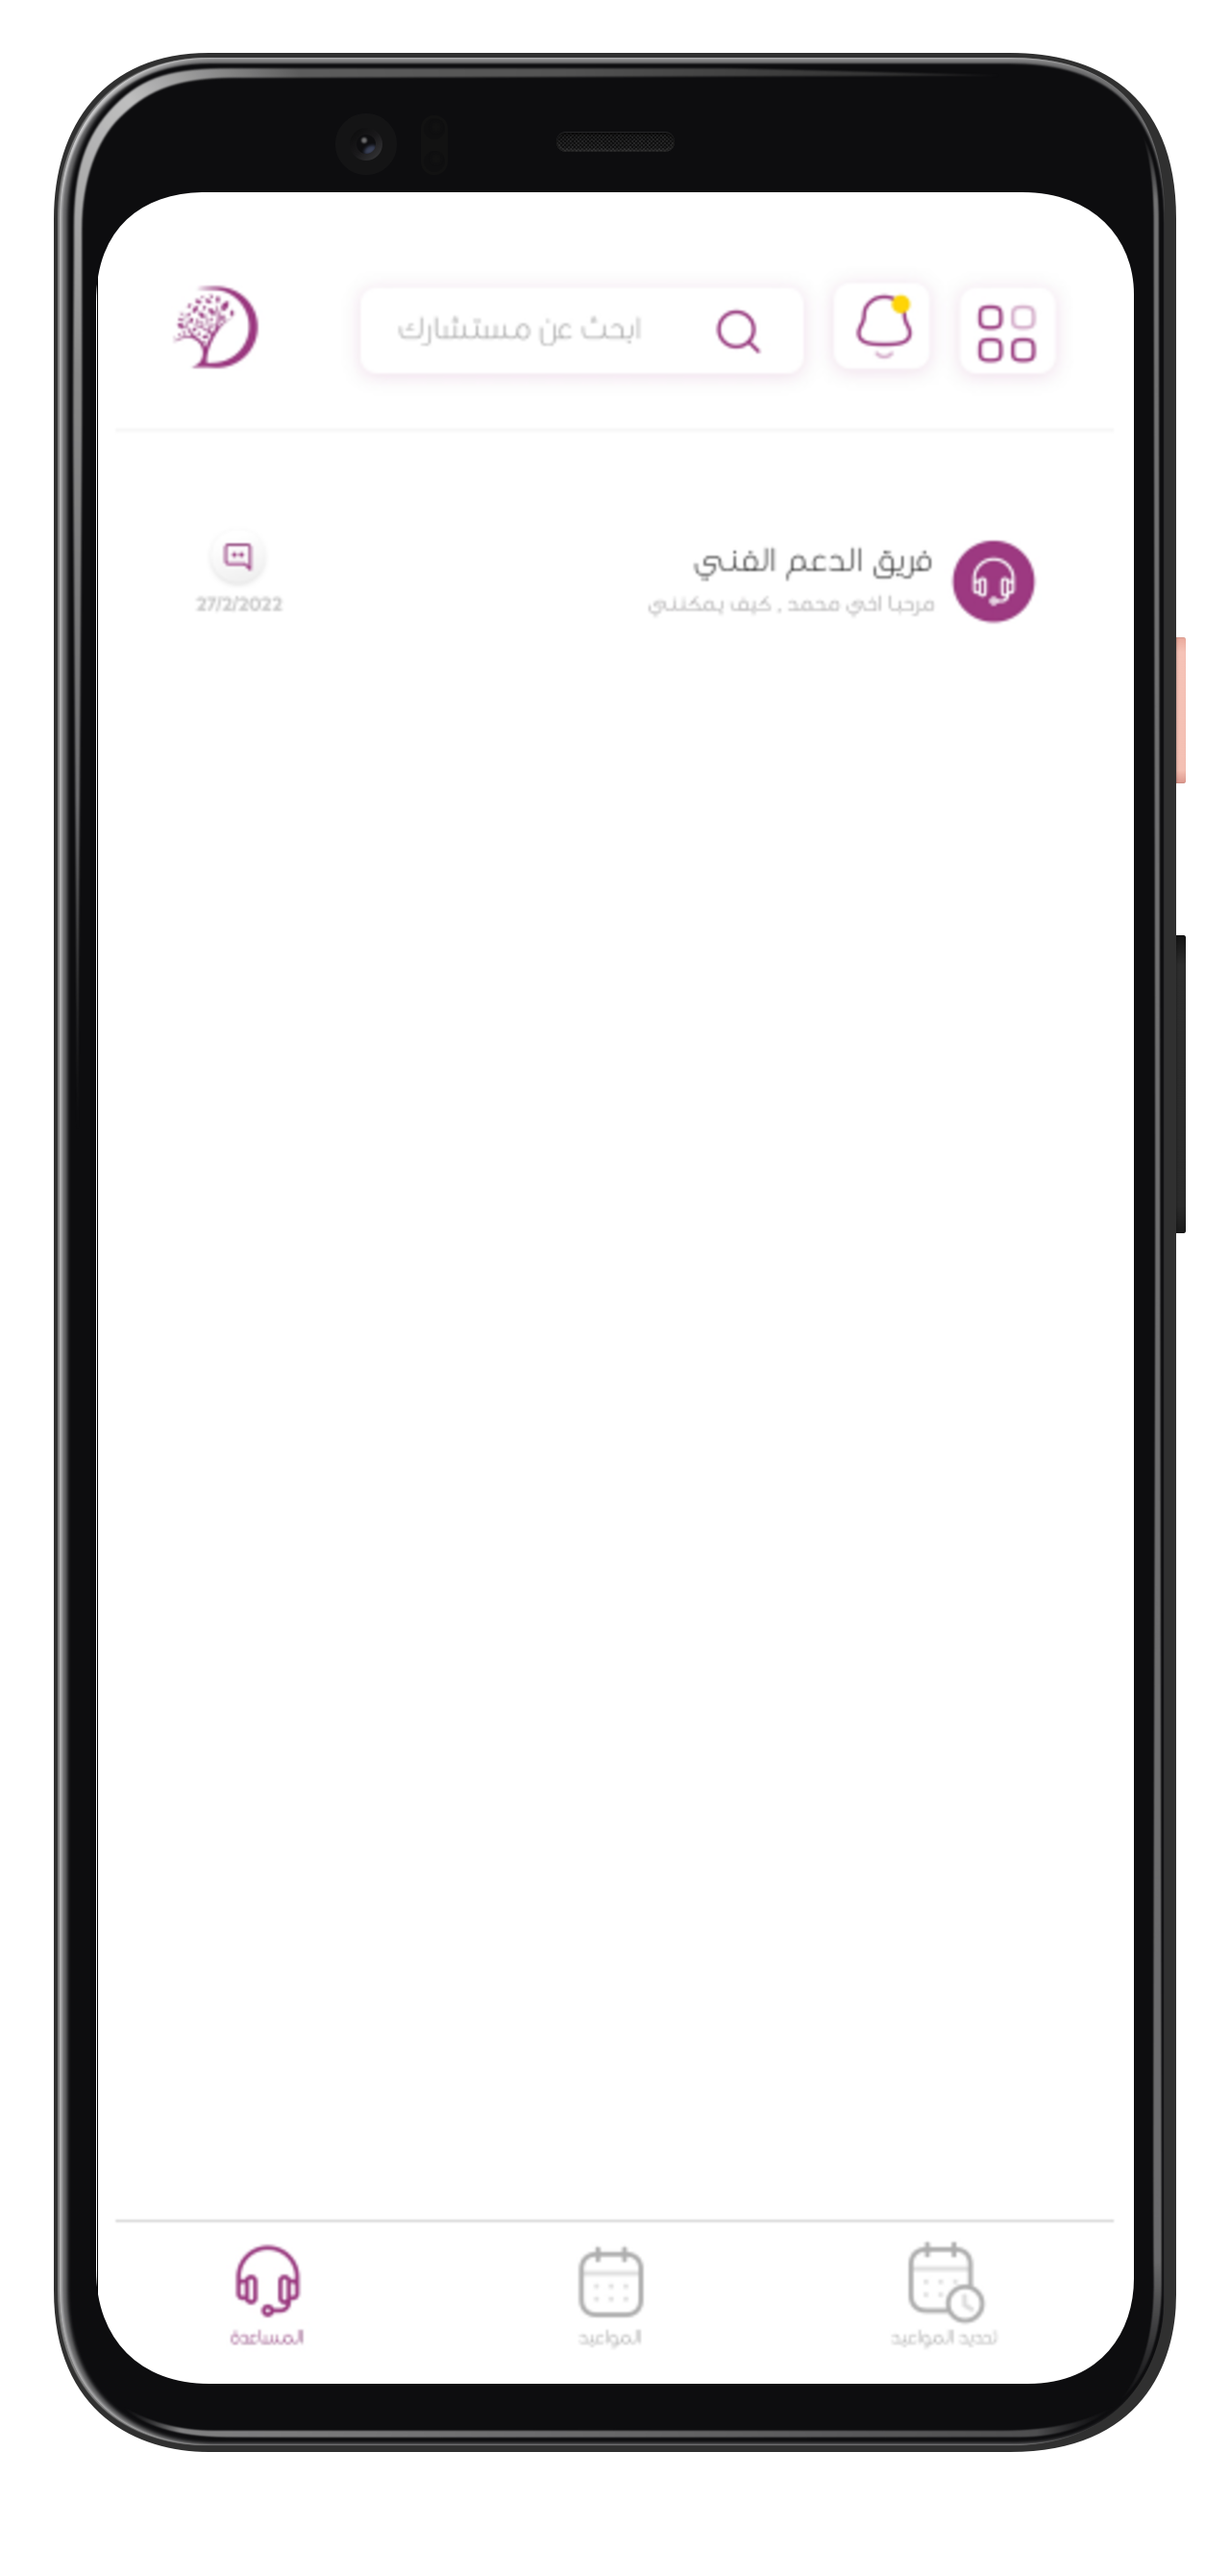 ابحث عن مستشارك
فريق الدعم الفني
مرحبا اخي محمد , كيف يمكنني
27/2/2022
تحديد المواعيد
المواعيد
المساعدة